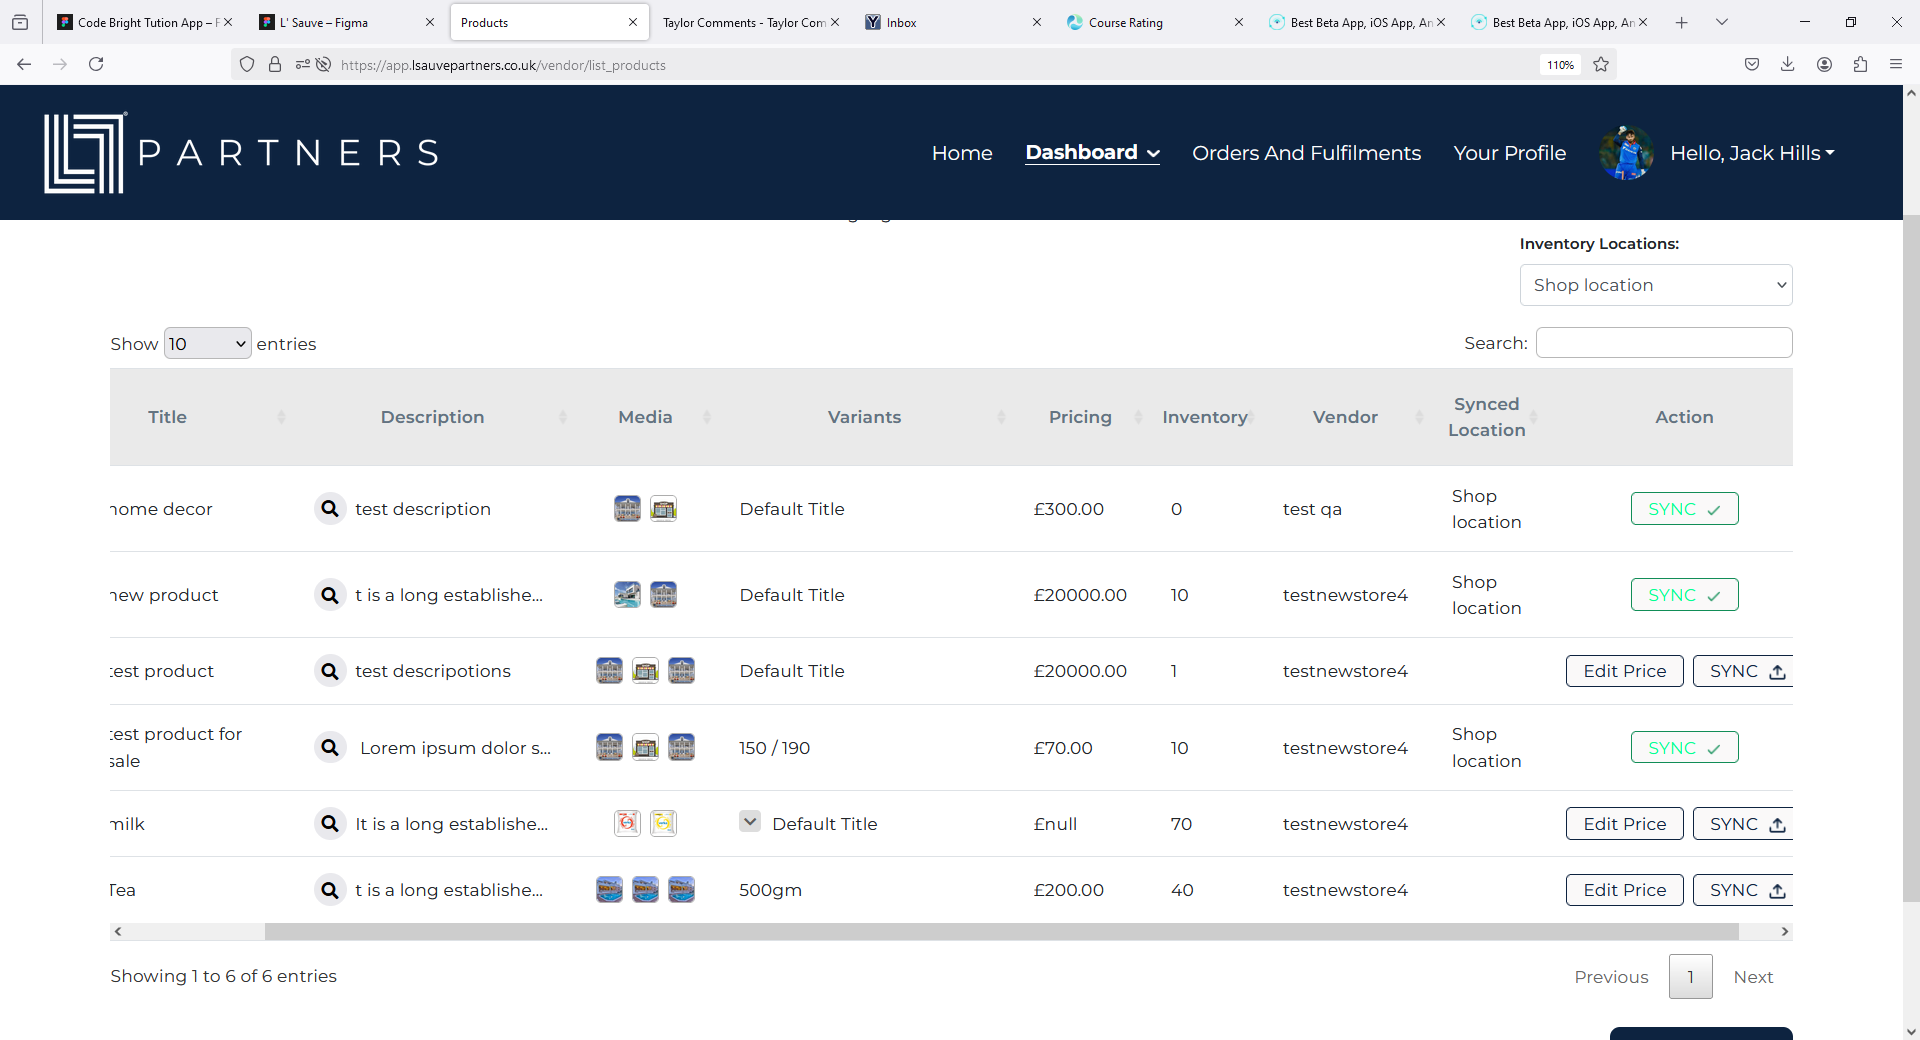 Code Bright Tution App – F
L' Sauve – Figma
Products
Taylor Comments - Taylor Com
Inbox
Course Rating
Best Beta App, iOS App, An
Best Beta App, iOS App, An
https://app.lsauvepartners.co.uk/vendor/list_products
110%
PARTNERS
Home
Dashboard
Orders And Fulfilments
Your Profile
Hello, Jack Hills
Inventory Locations:
Shop location
Show 10 entries
Search:
Title
Description
Media
Variants
Pricing
Inventory
Vendor
Synced
Location
Action
home decor
test description
Default Title
£300.00
0
test qa
Shop
location
SYNC
new product
t is a long establishe...
Default Title
£20000.00
10
testnewstore4
Shop
location
SYNC
test product
test descripotions
Default Title
£20000.00
1
testnewstore4
Edit Price
SYNC
test product for
sale
Lorem ipsum dolor s...
150 / 190
£70.00
10
testnewstore4
Shop
location
SYNC
milk
It is a long establishe...
Default Title
£null
70
testnewstore4
Edit Price
SYNC
Tea
t is a long establishe...
500gm
£200.00
40
testnewstore4
Edit Price
SYNC
Showing 1 to 6 of 6 entries
Previous
1
Next